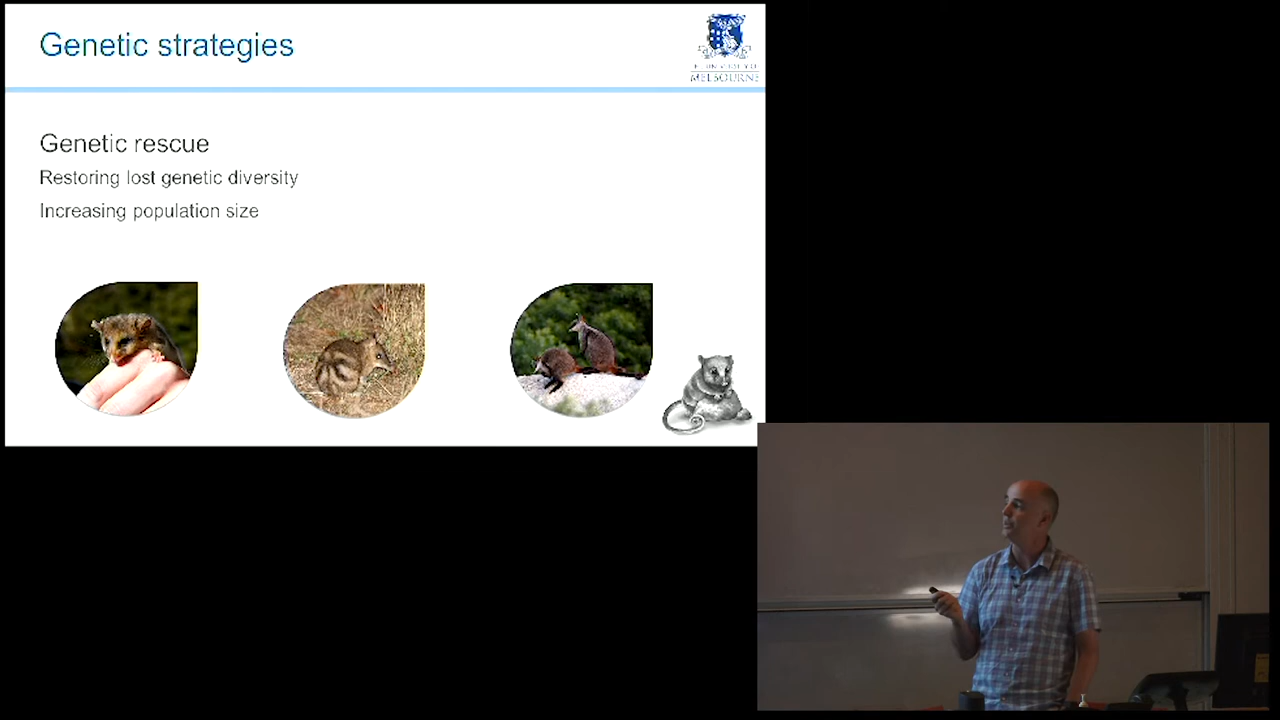 Genetic strategies
MELBOURNE
Genetic rescue
Restoring lost genetic diversity
Increasing population size